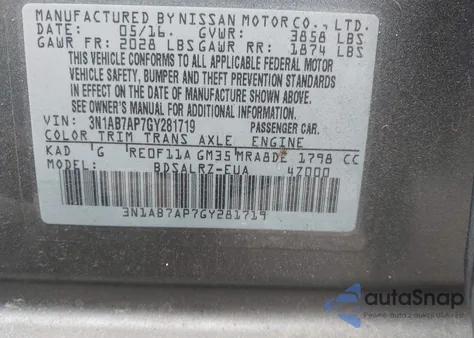 MANUFACTURED BY NISSAN MOTOR CO., LTD.
DATE: 05/16. GVWR: 3858 LBS
GAWR FR: 2028 LBS GAWR RR: 1874 LBS
THIS VEHICLE CONFORMS TO ALL APPLICABLE FEDERAL MOTOR
VEHICLE SAFETY, BUMPER AND THEFT PREVENTION STANDARDS
IN EFFECT ON THE DATE OF MANUFACTURE SHOWN ABOVE.
SEE OWNER'S MANUAL FOR ADDITIONAL INFORMATION.
VIN: 3N1AB7AP7GY281719 PASSENGER CAR.
COLOR TRIM TRANS AXLE ENGINE
KAD G RE0F11A GM35 MRA8DE 1798 CC
MODEL: BDSALRZ-EUA 47000
3N1AB7AP7GY281719
autoSnap